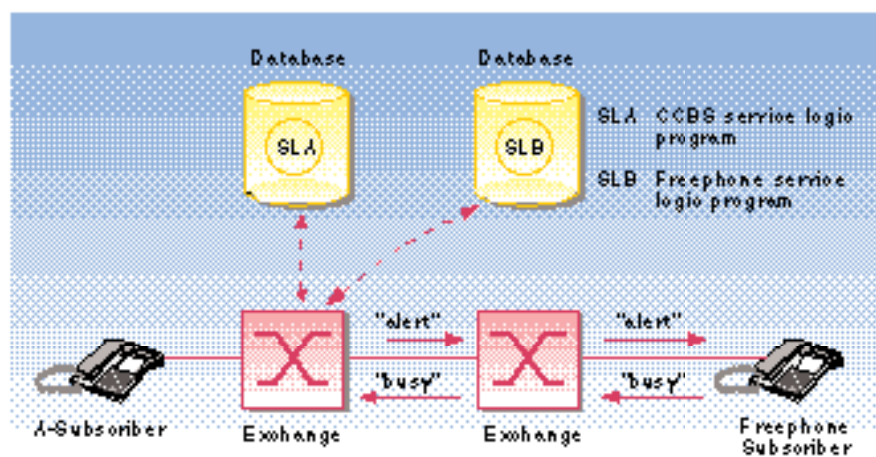 Database
Database
SLA
SLB
SLA CCBS service logic
program
SLB Freephone service
logic program
"alert"
"alert"
"busy"
"busy"
A-Subscriber
Exchange
Exchange
Freephone
Subscriber